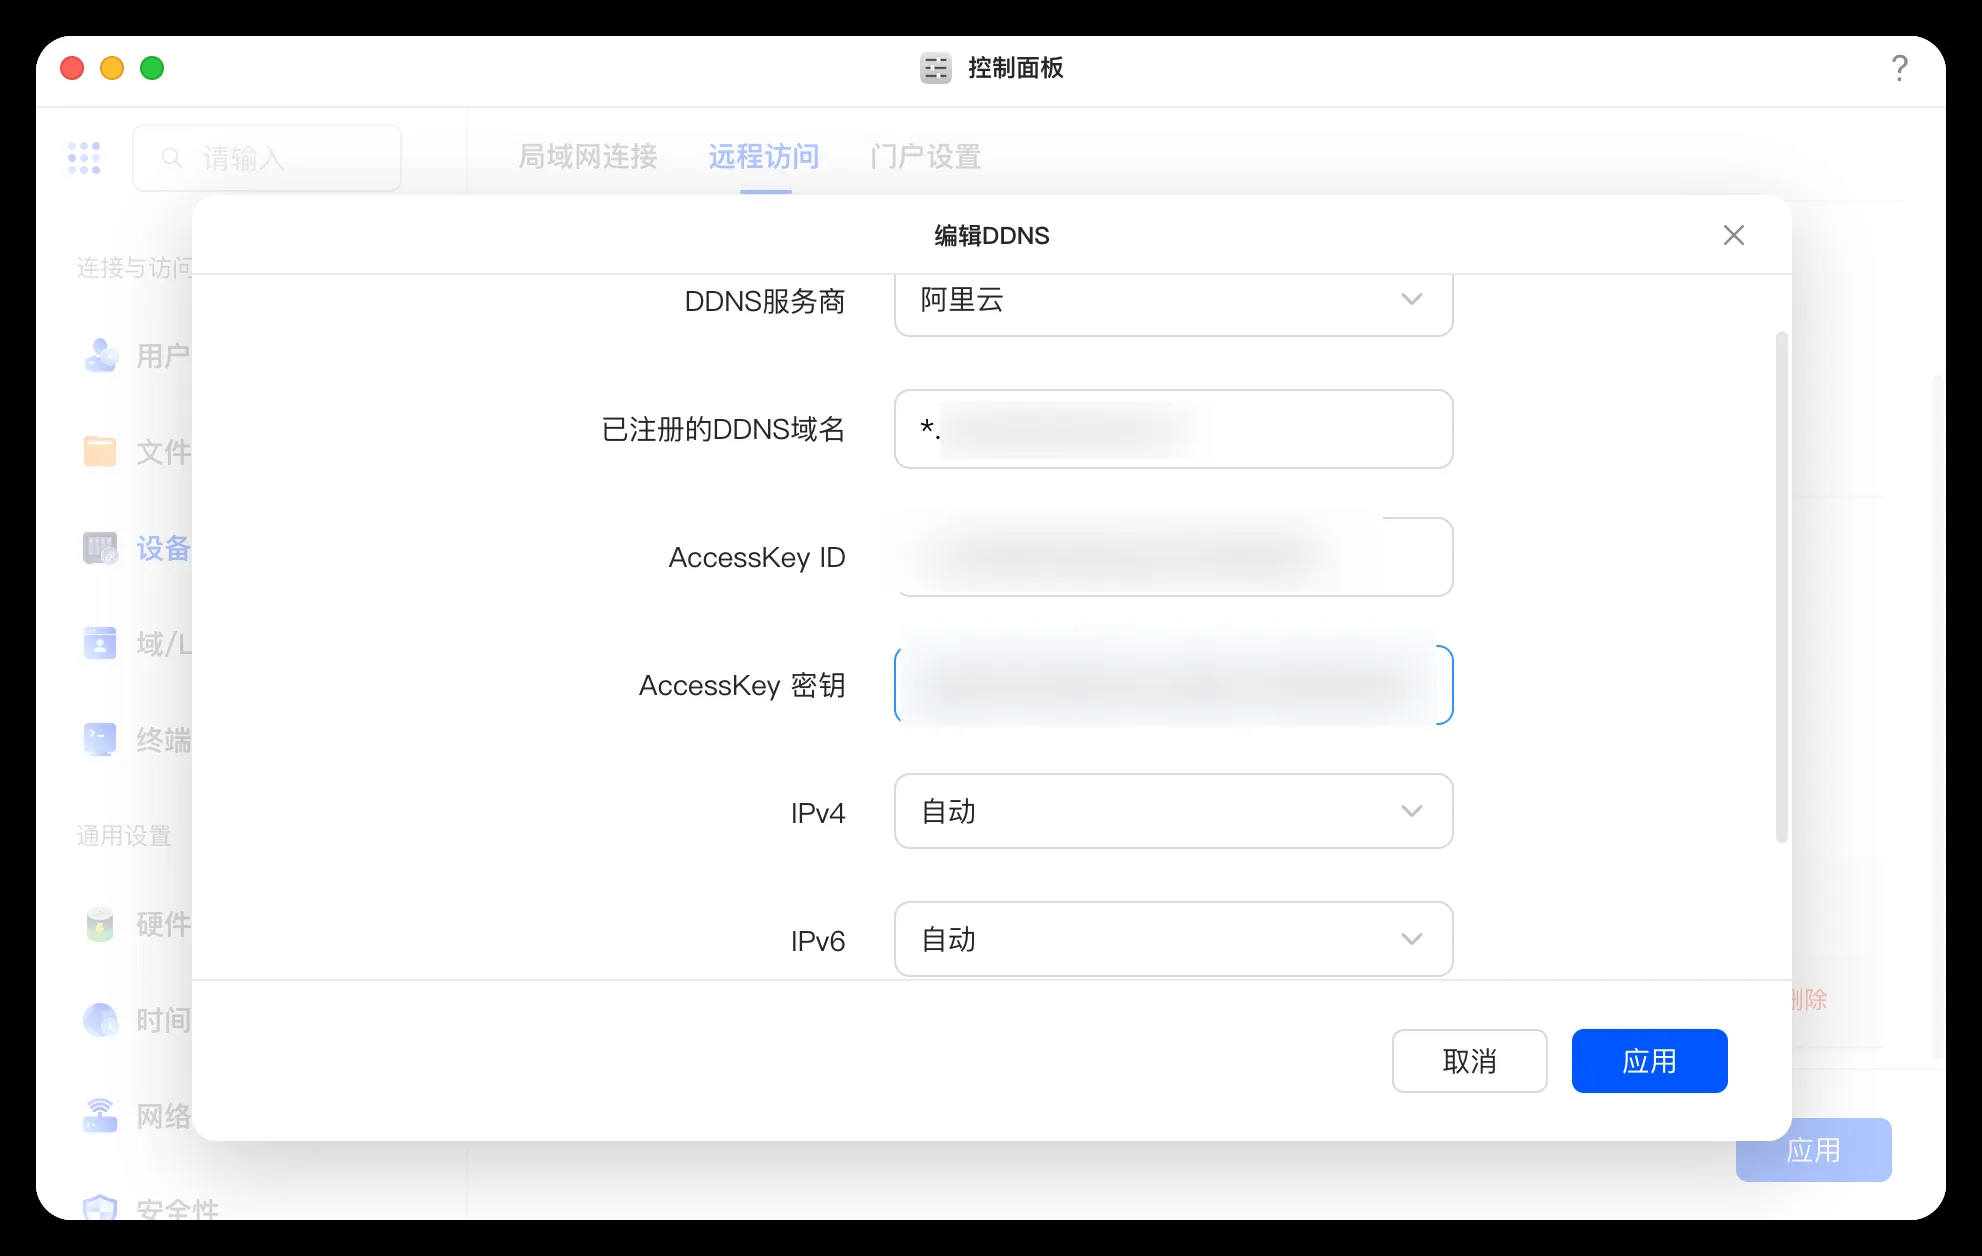 控制面板
?
请输入
局域网连接 远程访问 门户设置
编辑DDNS
连接与访问
DDNS服务商 阿里云
用户
已注册的DDNS域名 *.
文件
设备
AccessKey ID
域/L
AccessKey 密钥
终端
IPv4 自动
通用设置
硬件
IPv6 自动
删除
时间
取消 应用
网络
应用
安全性